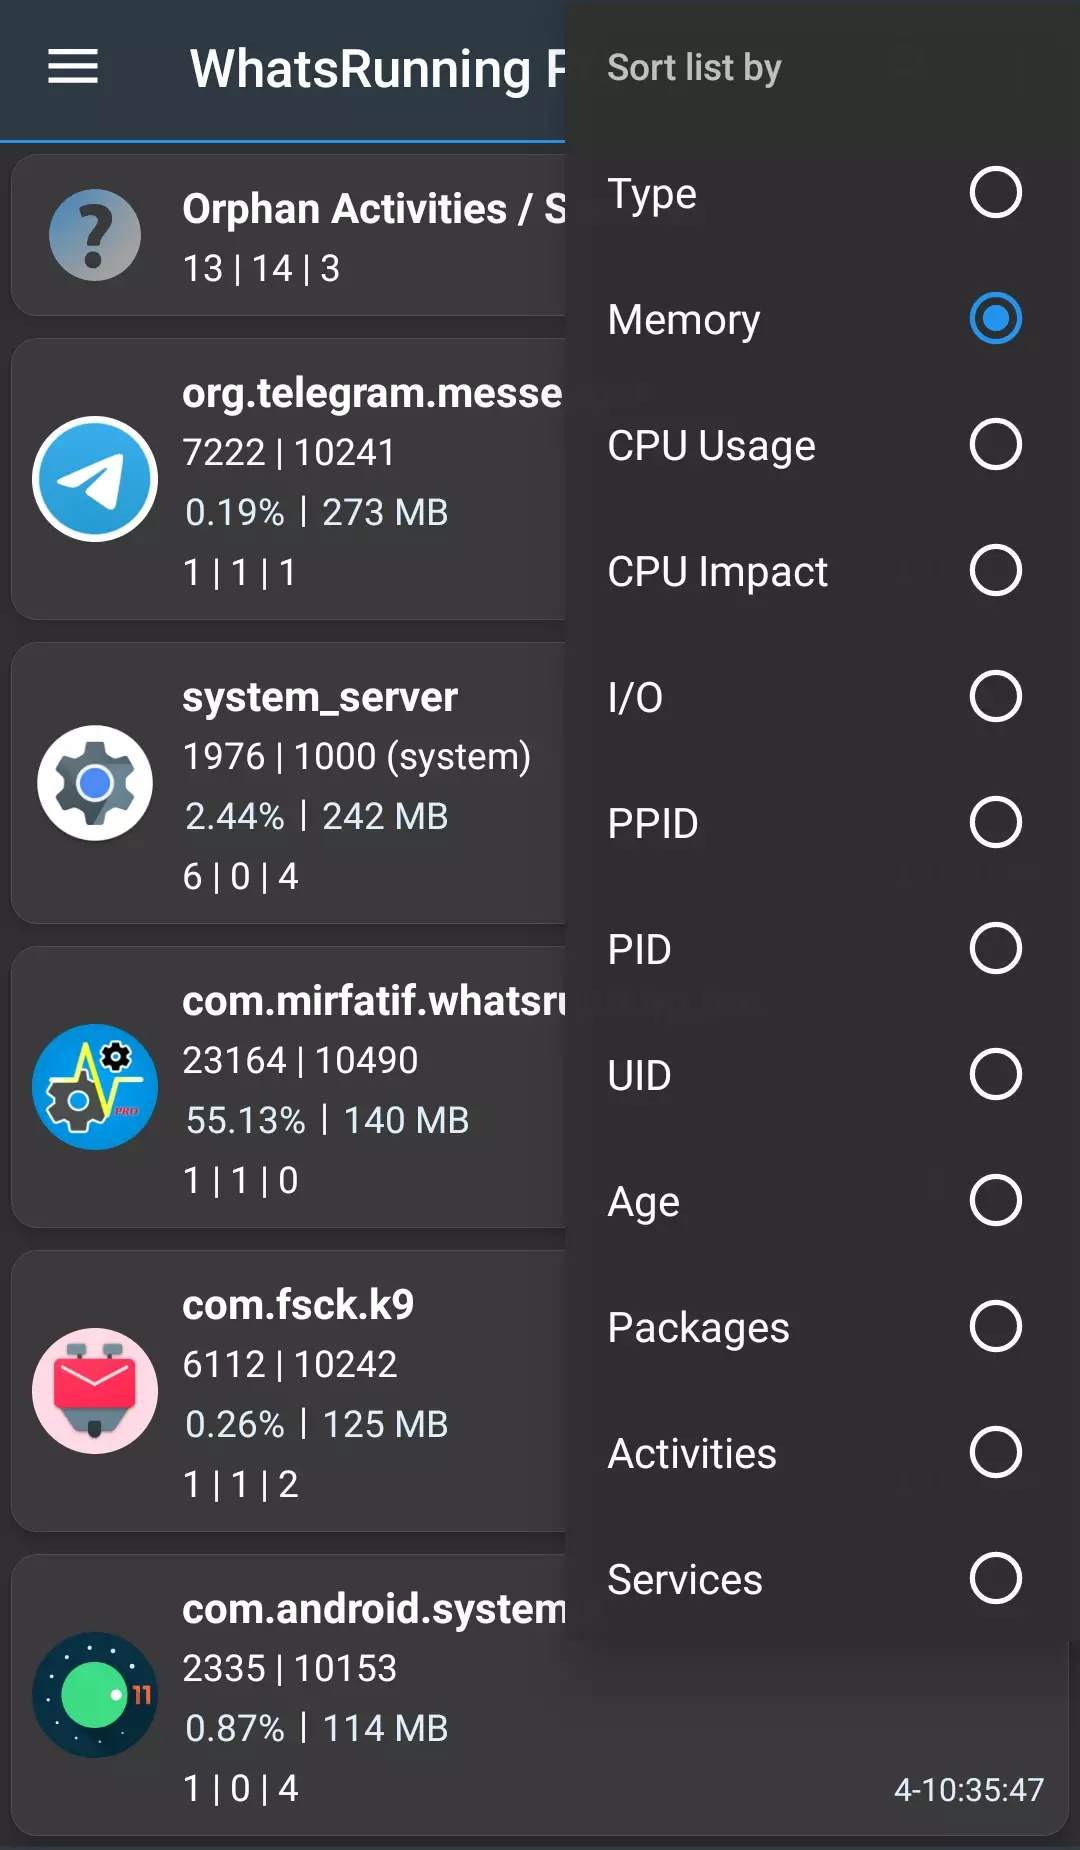 WhatsRunning P
Sort list by
Type
Memory
CPU Usage
CPU Impact
I/O
PPID
PID
UID
Age
Packages
Activities
Services
?
Orphan Activities / S
13 | 14 | 3
org.telegram.messe
7222 | 10241
0.19% | 273 MB
1 | 1 | 1
system_server
1976 | 1000 (system)
2.44% | 242 MB
6 | 0 | 4
PRO
com.mirfatif.whatsru
23164 | 10490
55.13% | 140 MB
1 | 1 | 0
com.fsck.k9
6112 | 10242
0.26% | 125 MB
1 | 1 | 2
11
com.android.system
2335 | 10153
0.87% | 114 MB
1 | 0 | 4
4-10:35:47